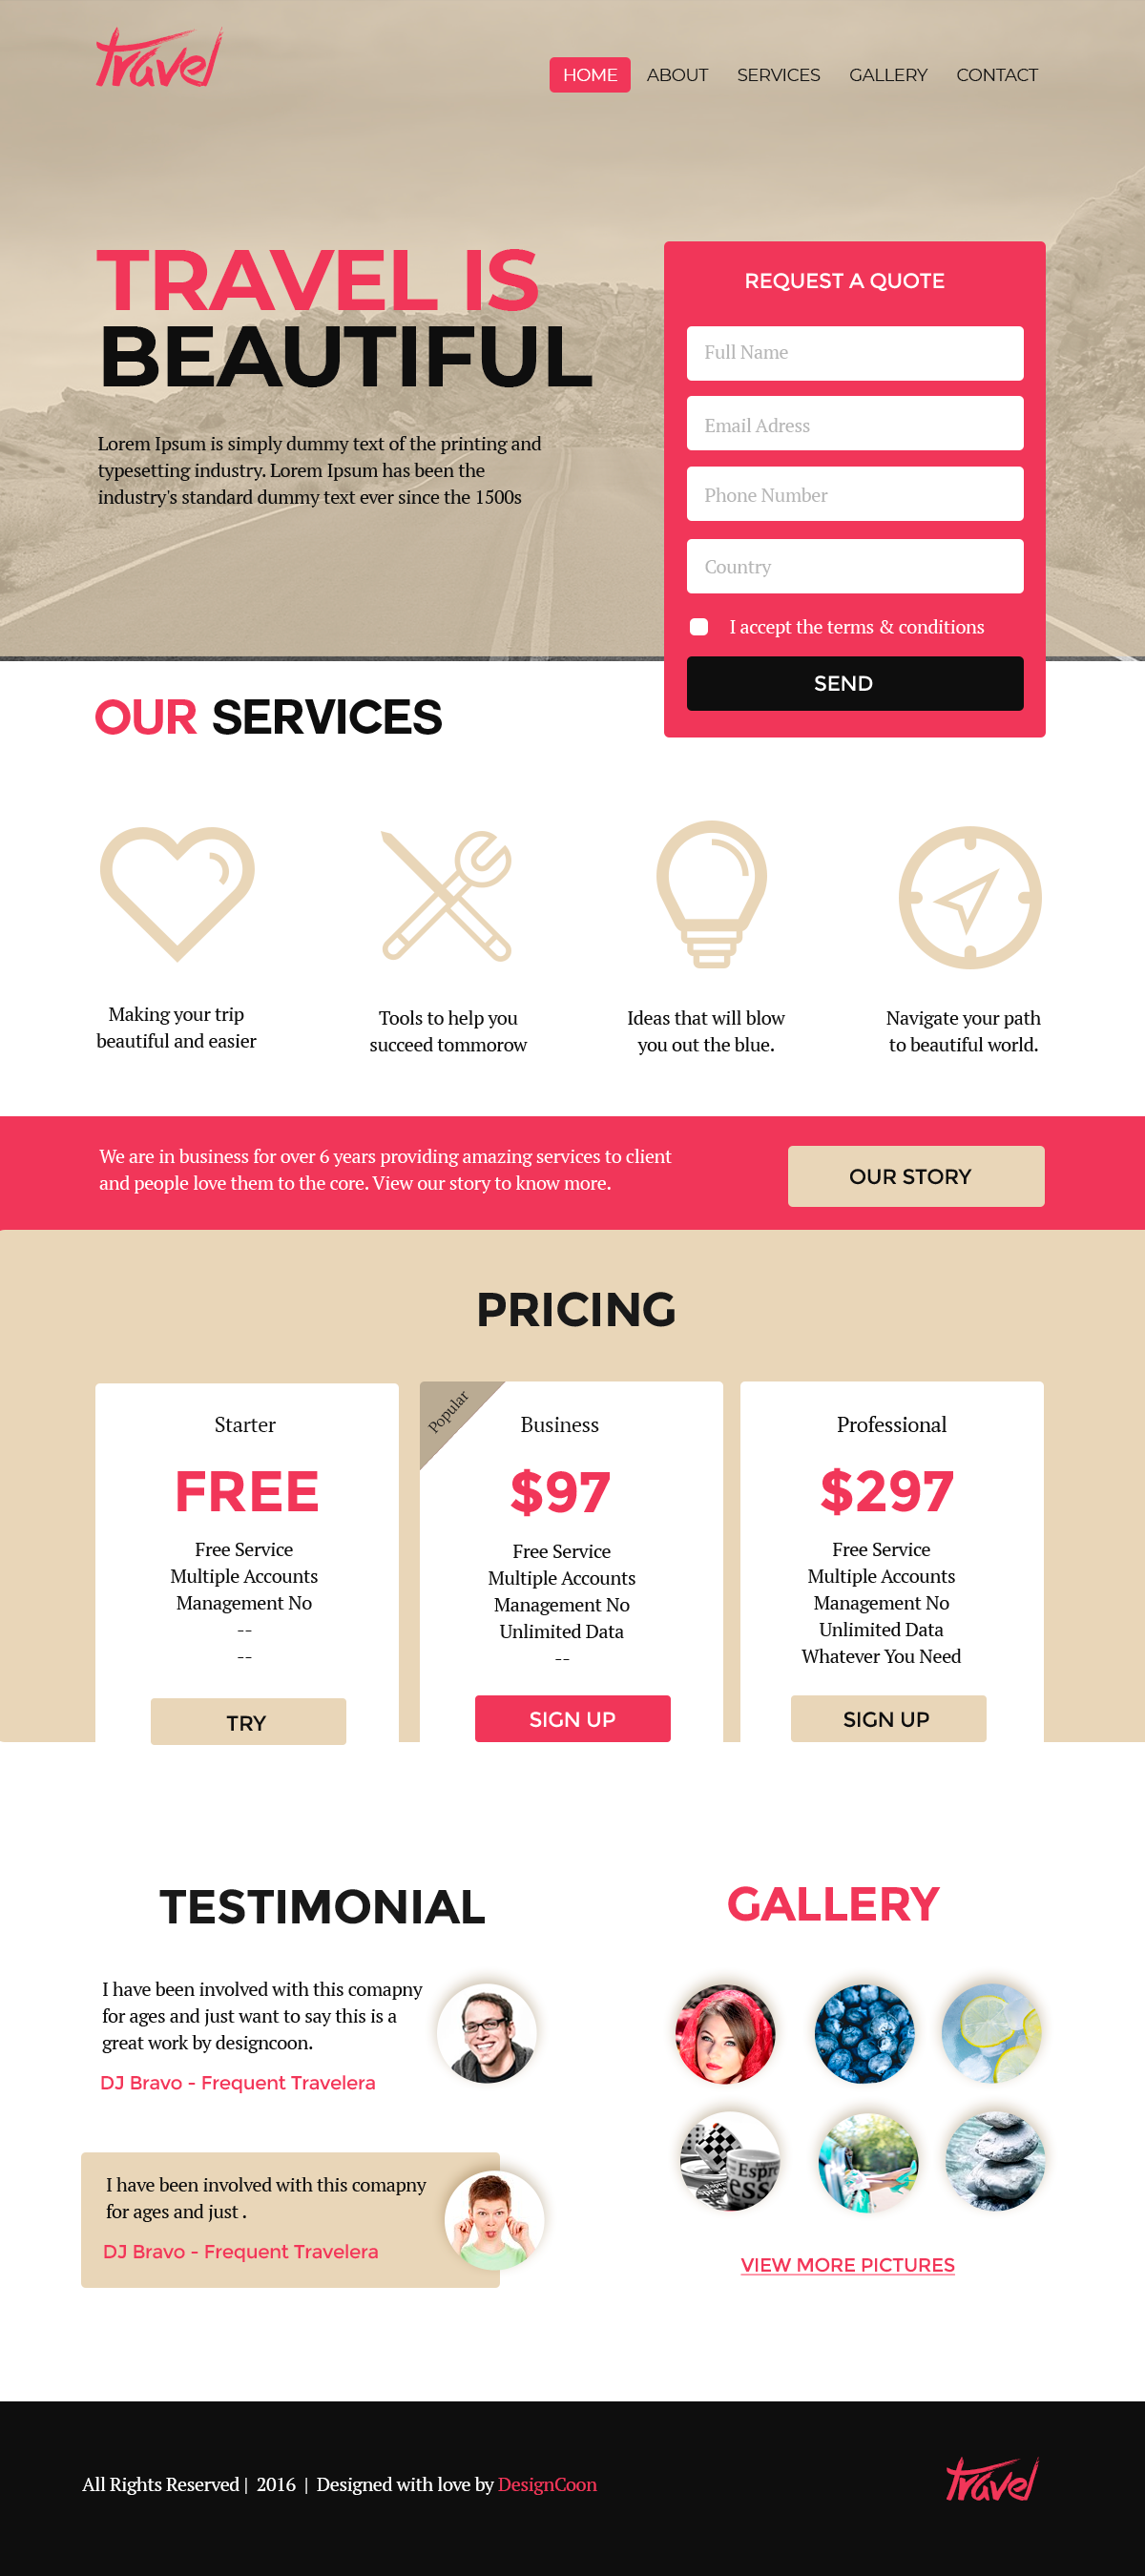 travel
HOME ABOUT SERVICES GALLERY CONTACT
TRAVEL IS
BEAUTIFUL
Lorem Ipsum is simply dummy text of the printing and
typesetting industry. Lorem Ipsum has been the
industry's standard dummy text ever since the 1500s
REQUEST A QUOTE
Full Name
Email Adress
Phone Number
Country
I accept the terms & conditions
SEND
OUR SERVICES
Making your trip
beautiful and easier
Tools to help you
succeed tommorow
Ideas that will blow
you out the blue.
Navigate your path
to beautiful world.
We are in business for over 6 years providing amazing services to client
and people love them to the core. View our story to know more.
OUR STORY
PRICING
Starter
FREE
Free Service
Multiple Accounts
Management No
--
--
TRY
Popular
Business
$97
Free Service
Multiple Accounts
Management No
Unlimited Data
--
SIGN UP
Professional
$297
Free Service
Multiple Accounts
Management No
Unlimited Data
Whatever You Need
SIGN UP
TESTIMONIAL
I have been involved with this comapny
for ages and just want to say this is a
great work by designcoon.
DJ Bravo - Frequent Travelera
I have been involved with this comapny
for ages and just .
DJ Bravo - Frequent Travelera
GALLERY
Espre
ess
VIEW MORE PICTURES
All Rights Reserved | 2016 | Designed with love by DesignCoon
travel